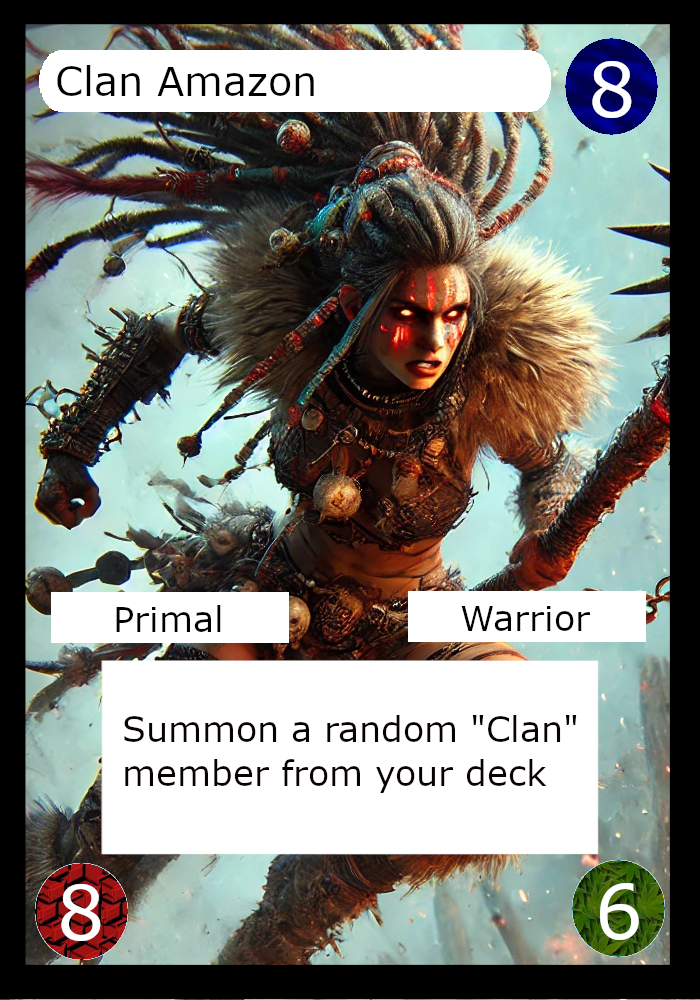 Clan Amazon
8
Primal
Warrior
Summon a random "Clan"
member from your deck
8
6